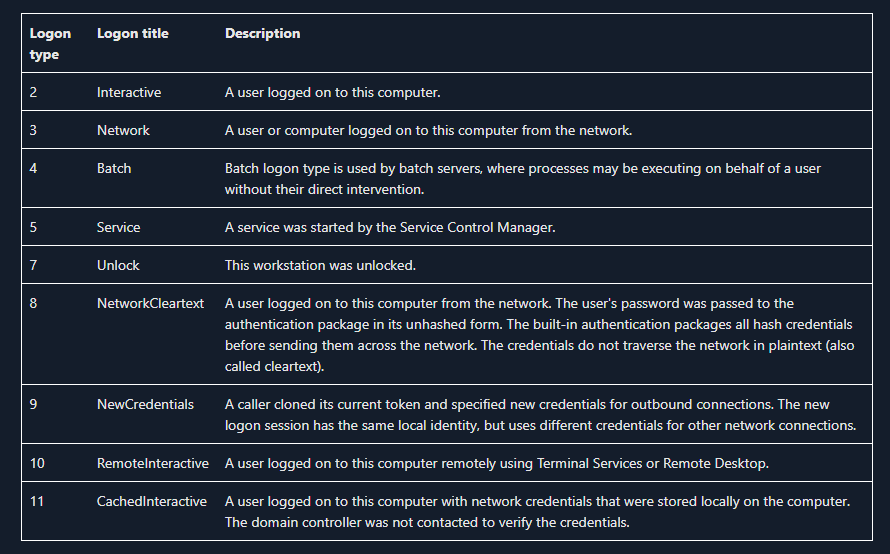 Logon type Logon title Description
2 Interactive A user logged on to this computer.
3 Network A user or computer logged on to this computer from the network.
4 Batch Batch logon type is used by batch servers, where processes may be executing on behalf of a user
without their direct intervention.
5 Service A service was started by the Service Control Manager.
7 Unlock This workstation was unlocked.
8 NetworkCleartext A user logged on to this computer from the network. The user's password was passed to the
authentication package in its unhashed form. The built-in authentication packages all hash credentials
before sending them across the network. The credentials do not traverse the network in plaintext (also
called cleartext).
9 NewCredentials A caller cloned its current token and specified new credentials for outbound connections. The new
logon session has the same local identity, but uses different credentials for other network connections.
10 RemoteInteractive A user logged on to this computer remotely using Terminal Services or Remote Desktop.
11 CachedInteractive A user logged on to this computer with network credentials that were stored locally on the computer.
The domain controller was not contacted to verify the credentials.